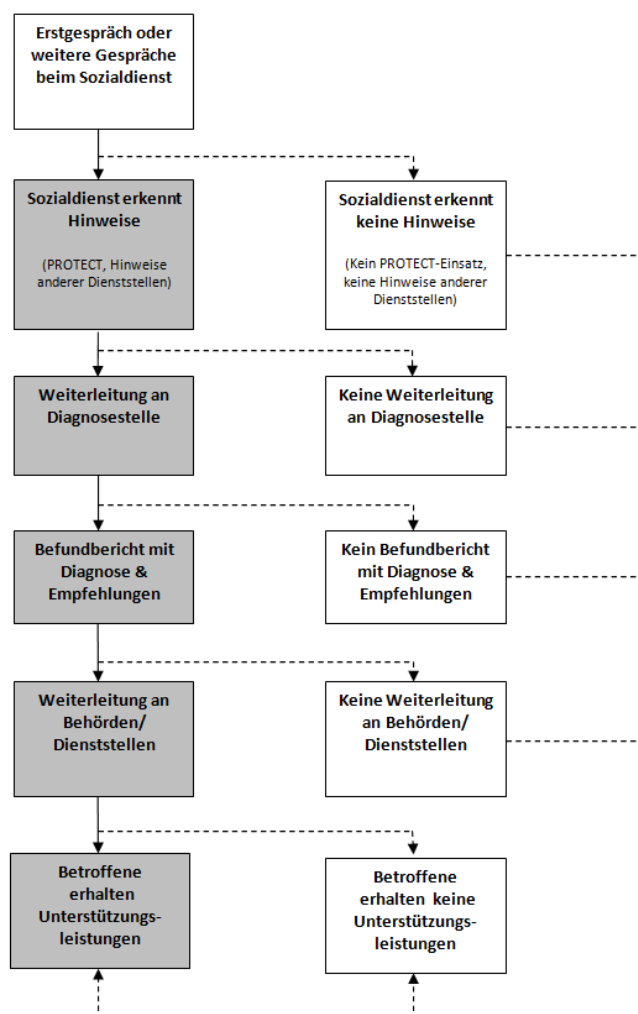 Erstgespräch oder
weitere Gespräche
beim Sozialdienst
Sozialdienst erkennt
Hinweise
(PROTECT, Hinweise
anderer Dienststellen)
Sozialdienst erkennt
keine Hinweise
(Kein PROTECT-Einsatz,
keine Hinweise anderer
Dienststellen)
Weiterleitung an
Diagnosestelle
Keine Weiterleitung
an Diagnosestelle
Befundbericht mit
Diagnose &
Empfehlungen
Kein Befundbericht
mit Diagnose &
Empfehlungen
Weiterleitung an
Behörden/
Dienststellen
Keine Weiterleitung
an Behörden/
Dienststellen
Betroffene
erhalten
Unterstützungs-
leistungen
Betroffene
erhalten keine
Unterstützungs-
leistungen